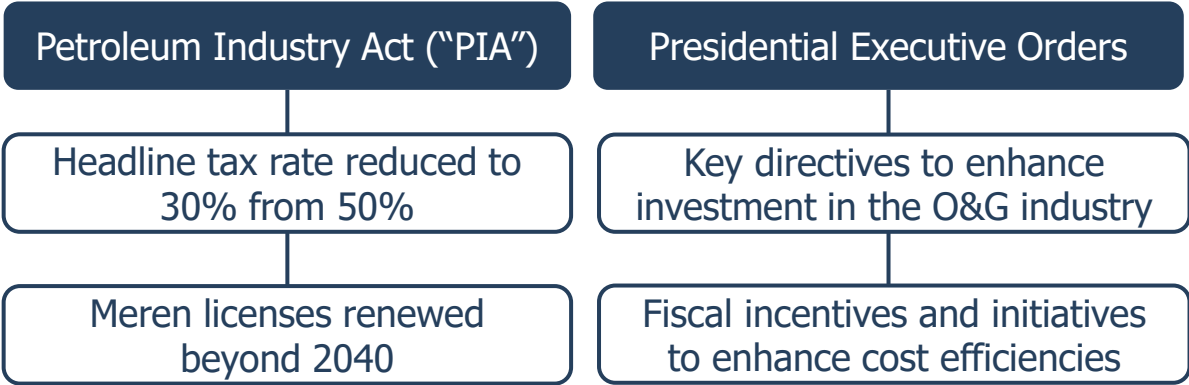 Petroleum Industry Act (“PIA”)
Headline tax rate reduced to
30% from 50%
Meren licenses renewed
beyond 2040
Presidential Executive Orders
Key directives to enhance
investment in the O&G industry
Fiscal incentives and initiatives
to enhance cost efficiencies